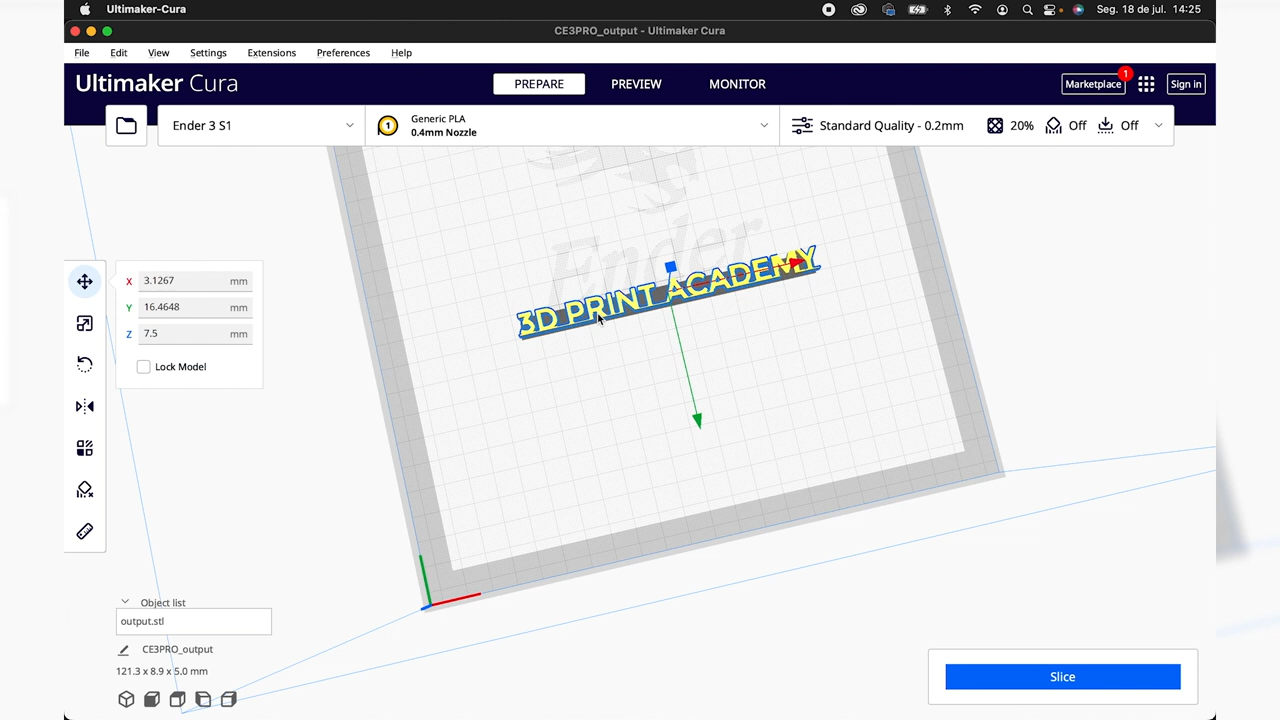 Ultimaker-Cura
Seg. 18 de jul. 14:25
CE3PRO_output - Ultimaker Cura
File Edit View Settings Extensions Preferences Help
Ultimaker Cura
PREPARE PREVIEW MONITOR
Marketplace 1 Sign in
Ender 3 S1
1 Generic PLA
0.4mm Nozzle
Standard Quality - 0.2mm 20% Off Off
Ender
3D PRINT ACADEMY
X 3.1267 mm
Y 16.4648 mm
Z 7.5 mm
Lock Model
Object list
output.stl
CE3PRO_output
121.3 x 8.9 x 5.0 mm
Slice